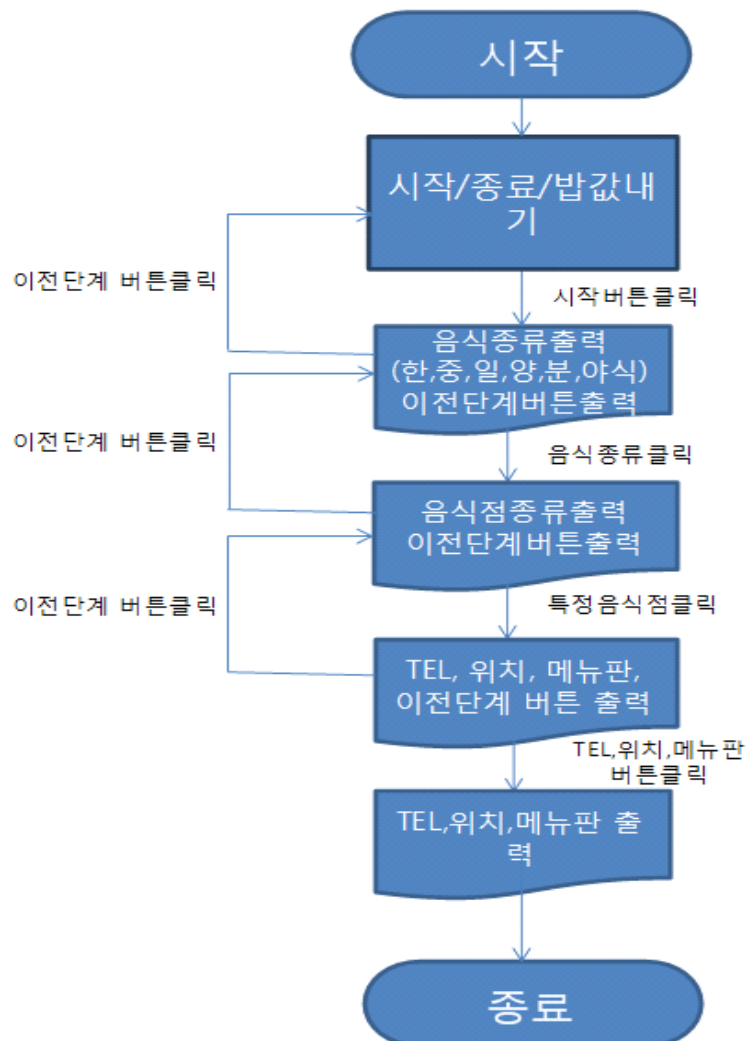 시작
시작/종료/밥값내
기
이전단계 버튼클릭
시작버튼클릭
음식종류출력
(한,중,일,양,분,야식)
이전단계버튼출력
이전단계 버튼클릭
음식종류클릭
음식점종류출력
이전단계버튼출력
이전단계 버튼클릭
특정음식점클릭
TEL, 위치, 메뉴판,
이전단계 버튼 출력
TEL,위치,메뉴판
버튼클릭
TEL,위치,메뉴판 출
력
종료